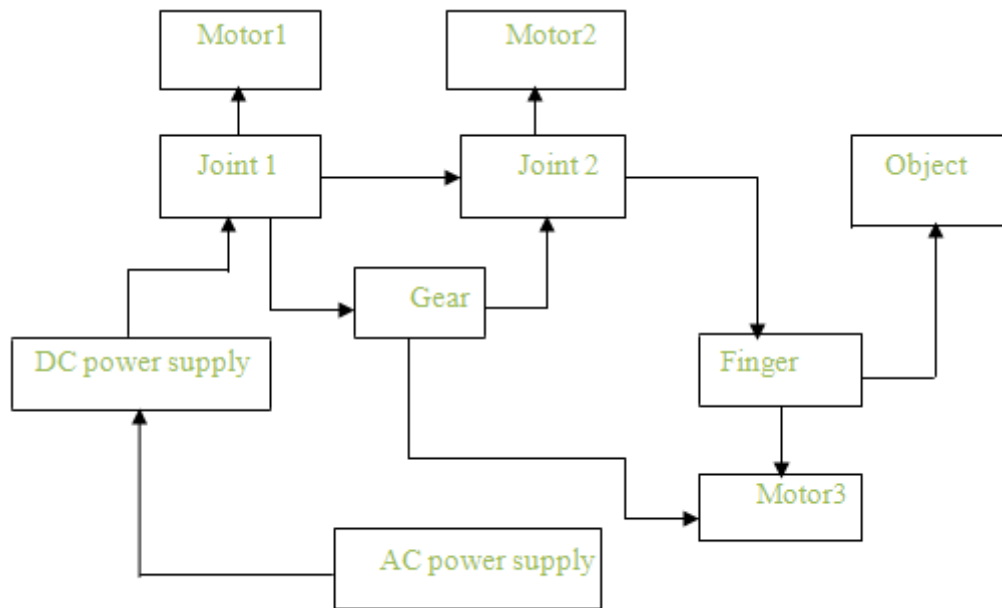 Motor1
Motor2
Joint 1
Joint 2
Object
Gear
DC power supply
Finger
Motor3
AC power supply